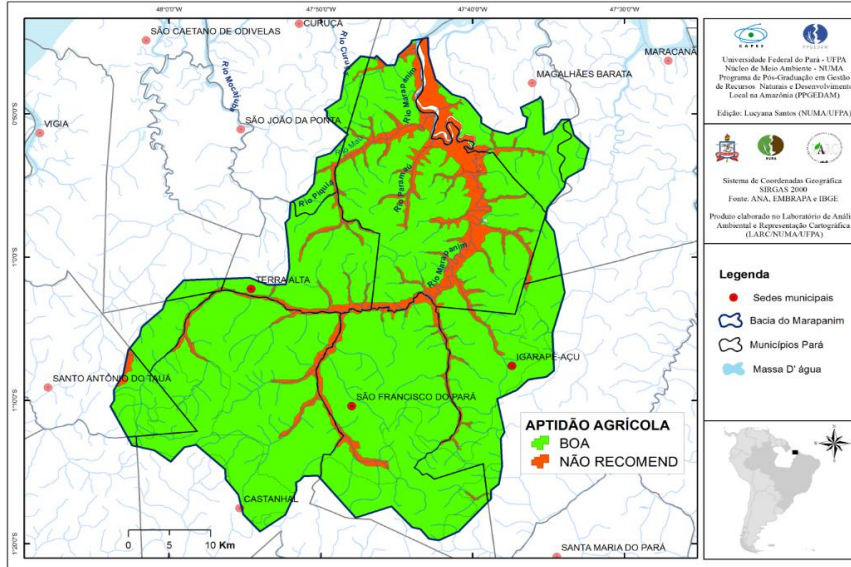 48°0'0"W
47°50'0"W
47°40'0"W
47°30'0"W
CURUÇA
SÃO CAETANO DE ODIVELAS
MARACANÃ
MAGALHÃES BARATA
Rio Mocajuba
Rio Marapanim
VIGIA
SÃO JOÃO DA PONTA
Rio Piquiá
Rio Paramaú
Rio Marapanim
TERRA ALTA
IGARAPÉ-AÇU
SANTO ANTÔNIO DO TAUÁ
SÃO FRANCISCO DO PARÁ
APTIDÃO AGRÍCOLA
BOA
NÃO RECOMEND
CASTANHAL
0 5 10 Km
SANTA MARIA DO PARÁ
CAPES
PPGEDAM
Universidade Federal do Pará - UFPA
Núcleo de Meio Ambiente - NUMA
Programa de Pós-Graduação em Gestão
de Recursos Naturais e Desenvolvimento
Local na Amazônia (PPGEDAM)
Edição: Lucyana Santos (NUMA/UFPA)
NUMA
Sistema de Coordenadas Geográfica
SIRGAS 2000
Fonte: ANA, EMBRAPA e IBGE
Produto elaborado no Laboratório de Análi
Ambiental e Representação Cartográfica
(LARC/NUMA/UFPA)
Legenda
Sedes municipais
Bacia do Marapanim
Municípios Pará
Massa D' água